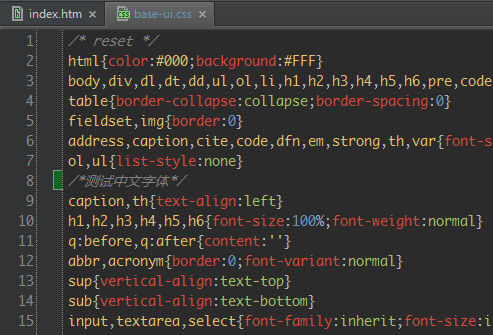 index.htm × base-ui.css ×
1 /* reset */
2 html{color:#000;background:#FFF}
3 body,div,dl,dt,dd,ul,ol,li,h1,h2,h3,h4,h5,h6,pre,code
4 table{border-collapse:collapse;border-spacing:0}
5 fieldset,img{border:0}
6 address,caption,cite,code,dfn,em,strong,th,var{font-s
7 ol,ul{list-style:none}
8 /*测试中文字体*/
9 caption,th{text-align:left}
10 h1,h2,h3,h4,h5,h6{font-size:100%;font-weight:normal}
11 q:before,q:after{content:''}
12 abbr,acronym{border:0;font-variant:normal}
13 sup{vertical-align:text-top}
14 sub{vertical-align:text-bottom}
15 input,textarea,select{font-family:inherit;font-size:i